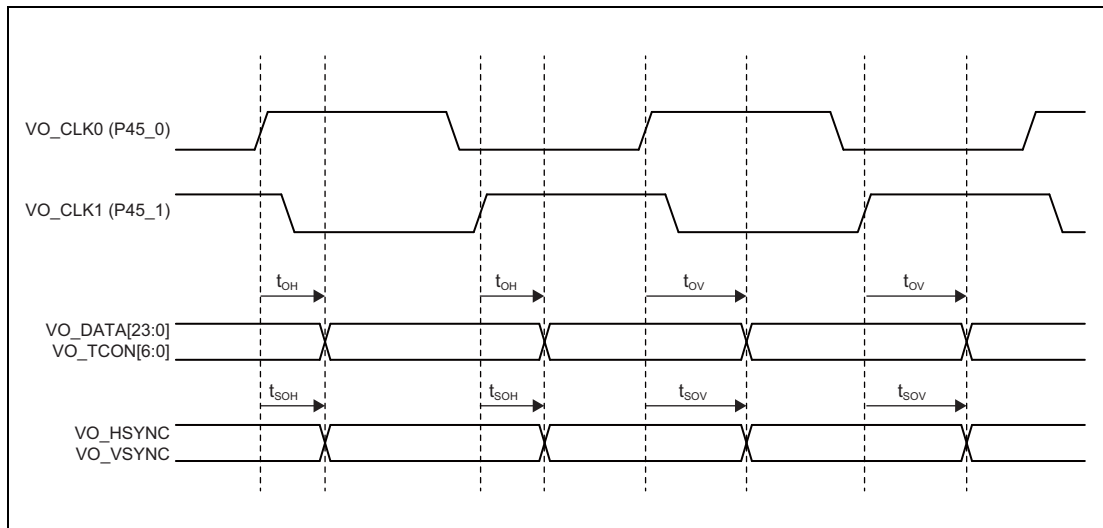 VO_CLK0 (P45_0)
VO_CLK1 (P45_1)
tOH tOH tOV tOV
VO_DATA[23:0]
VO_TCON[6:0]
tSOH tSOH tSOV tSOV
VO_HSYNC
VO_VSYNC